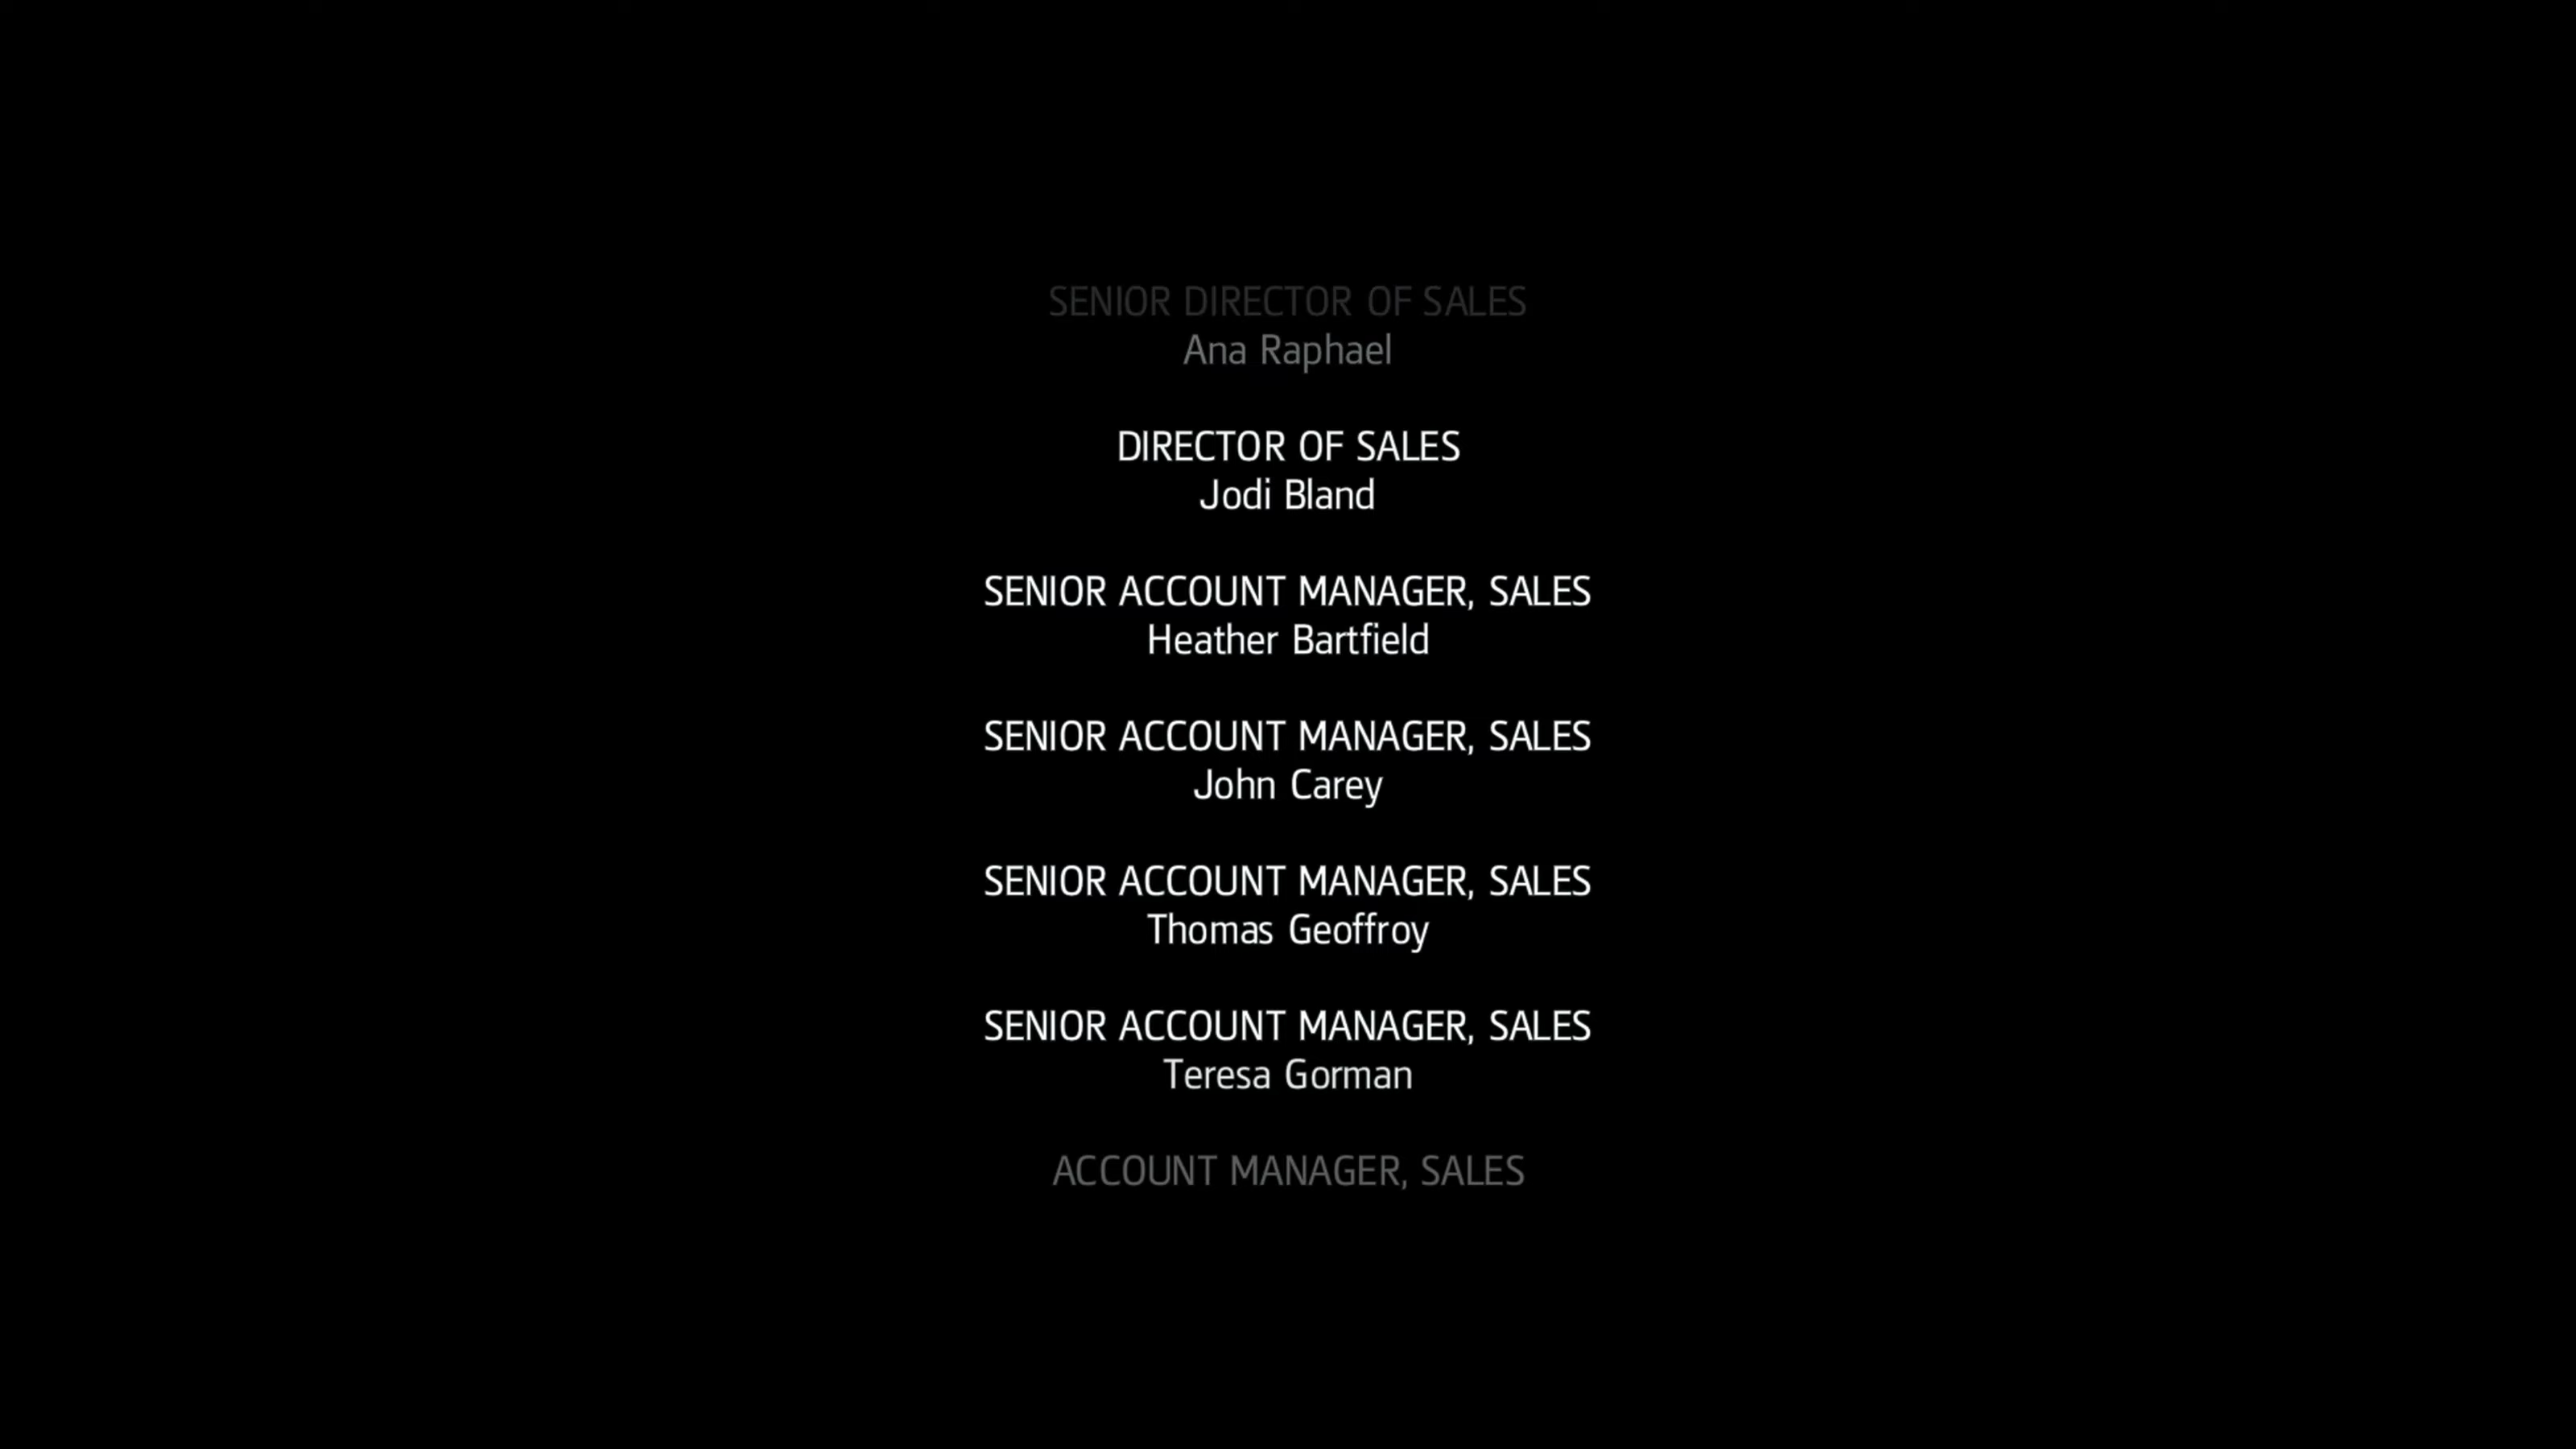 SENIOR DIRECTOR OF SALES
Ana Raphael
DIRECTOR OF SALES
Jodi Bland
SENIOR ACCOUNT MANAGER, SALES
Heather Bartfield
SENIOR ACCOUNT MANAGER, SALES
John Carey
SENIOR ACCOUNT MANAGER, SALES
Thomas Geoffroy
SENIOR ACCOUNT MANAGER, SALES
Teresa Gorman
ACCOUNT MANAGER, SALES